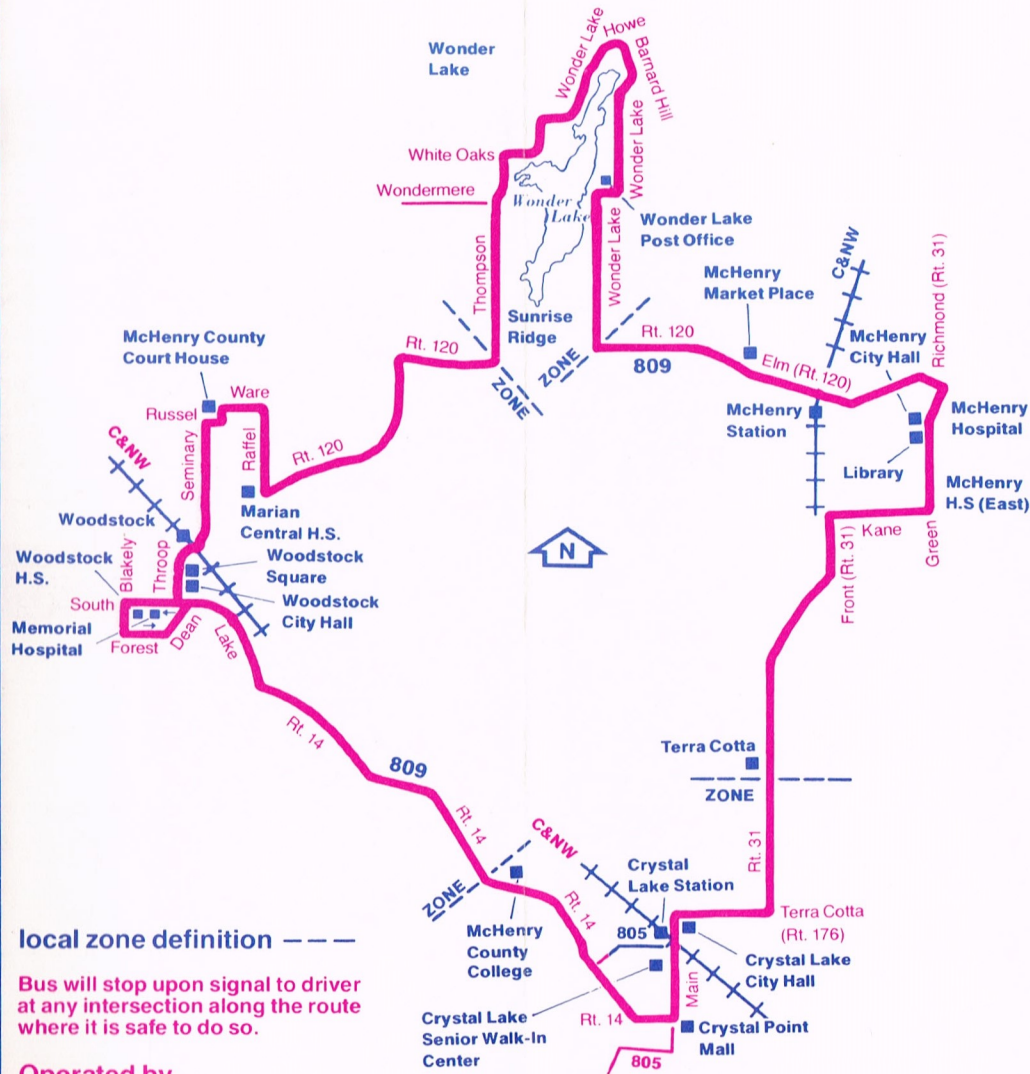 Howe
Wonder Lake
Barnard Hill
Wonder
Lake
Wonder Lake
White Oaks
Wondermere
Wonder
Lake
Wonder Lake
Post Office
Wonder Lake
Thompson
C&NW
Richmond (Rt. 31)
McHenry
Market Place
Sunrise
Ridge
Rt. 120
McHenry
City Hall
McHenry County
Court House
Rt. 120
ZONE
ZONE
809
Elm (Rt. 120)
Ware
Russel
McHenry
Station
McHenry
Hospital
C&NW
Seminary
Raffel
Rt. 120
Library
McHenry
H.S (East)
Woodstock
Marian
Central H.S.
N
Kane
Green
Front (Rt. 31)
Woodstock
H.S.
Blakely
Throop
Woodstock
Square
South
Woodstock
City Hall
Memorial
Hospital
Forest
Dean
Lake
Rt. 14
809
Terra Cotta
ZONE
Rt. 14
C&NW
Rt. 31
Crystal
Lake Station
ZONE
Rt. 14
Terra Cotta
(Rt. 176)
McHenry
County
College
805
Crystal Lake
City Hall
Main
Crystal Lake
Senior Walk-In
Center
Rt. 14
Crystal Point
Mall
805
local zone definition
Bus will stop upon signal to driver
at any intersection along the route
where it is safe to do so.
Operated by